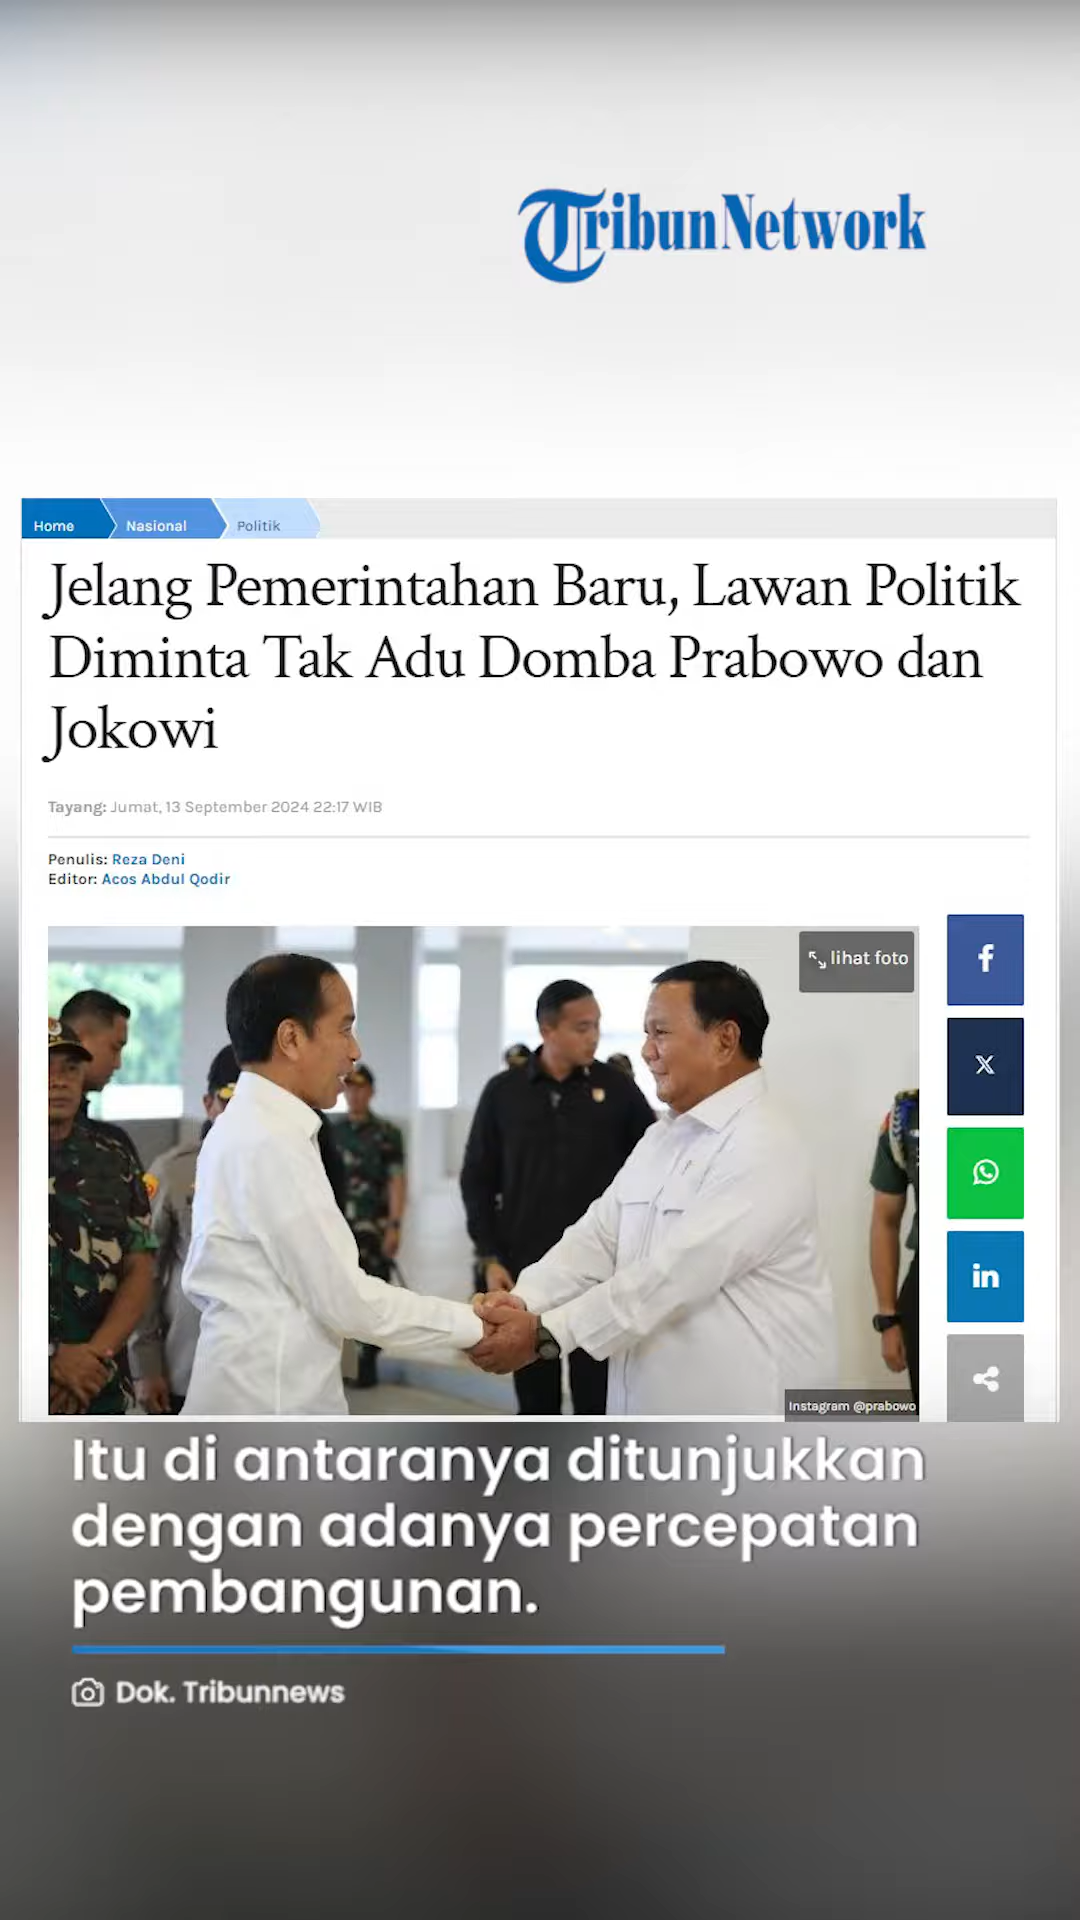 TribunNetwork
Home
Nasional
Politik
Jelang Pemerintahan Baru, Lawan Politik
Diminta Tak Adu Domba Prabowo dan
Jokowi
Tayang: Jumat, 13 September 2024 22:17 WIB
Penulis: Reza Deni
Editor: Acos Abdul Qodir
lihat foto
Instagram @prabowo
Itu di antaranya ditunjukkan
dengan adanya percepatan
pembangunan.
Dok. Tribunnews